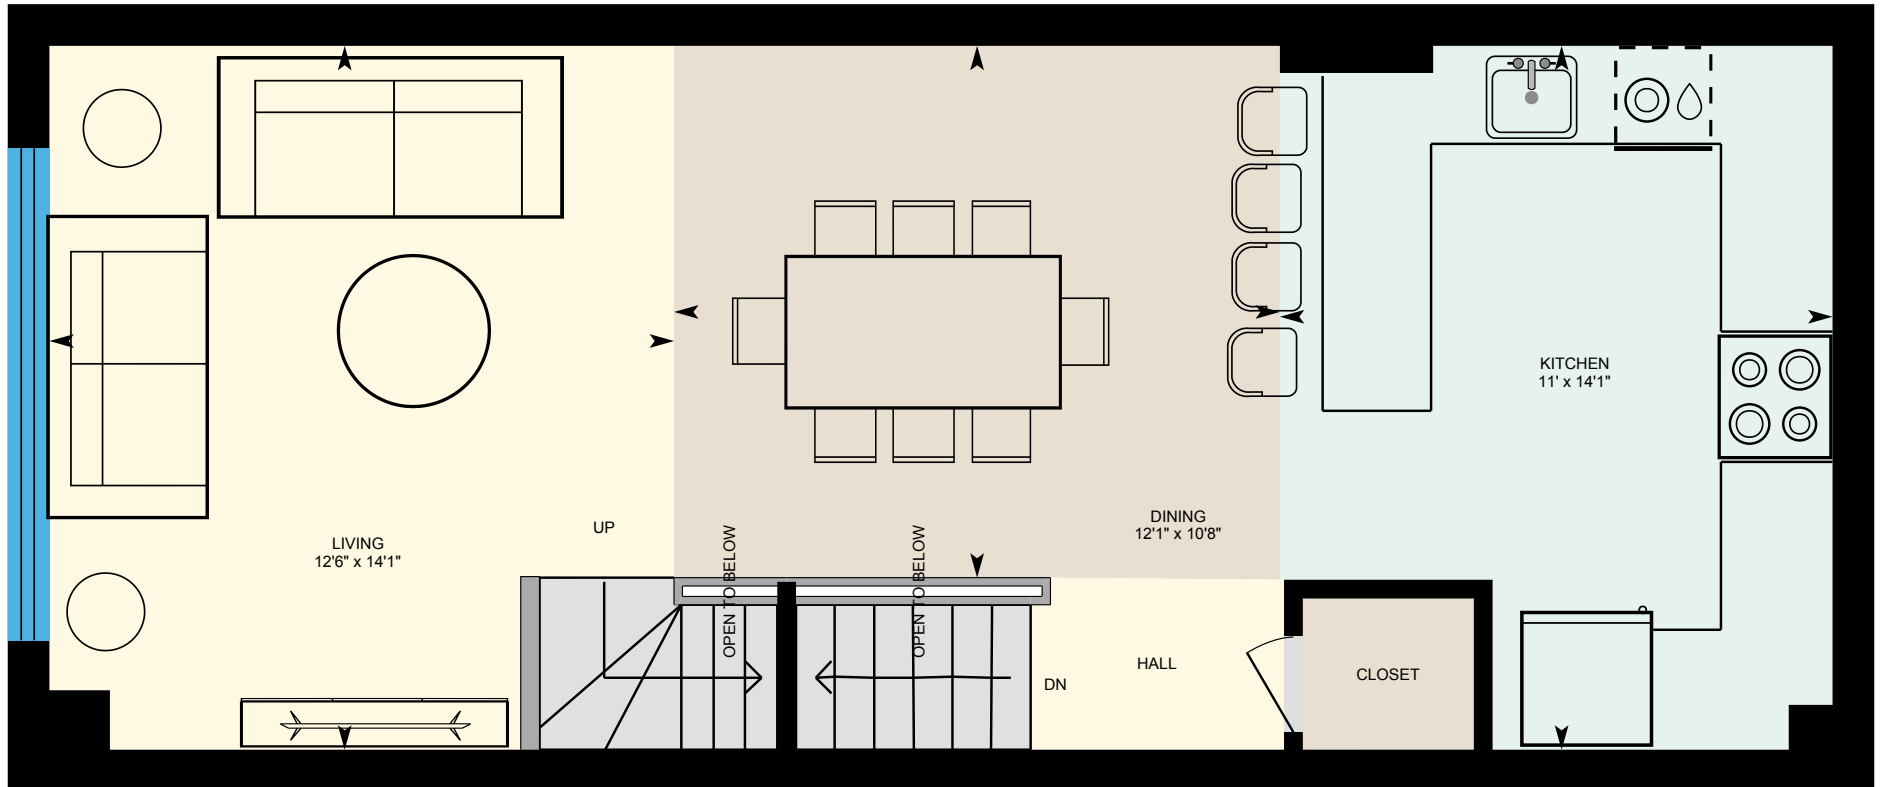 KITCHEN
11' x 14'1"
DINING
12'1" x 10'8"
UP
LIVING
12'6" x 14'1"
OPEN TO BELOW
OPEN TO BELOW
HALL
CLOSET
DN